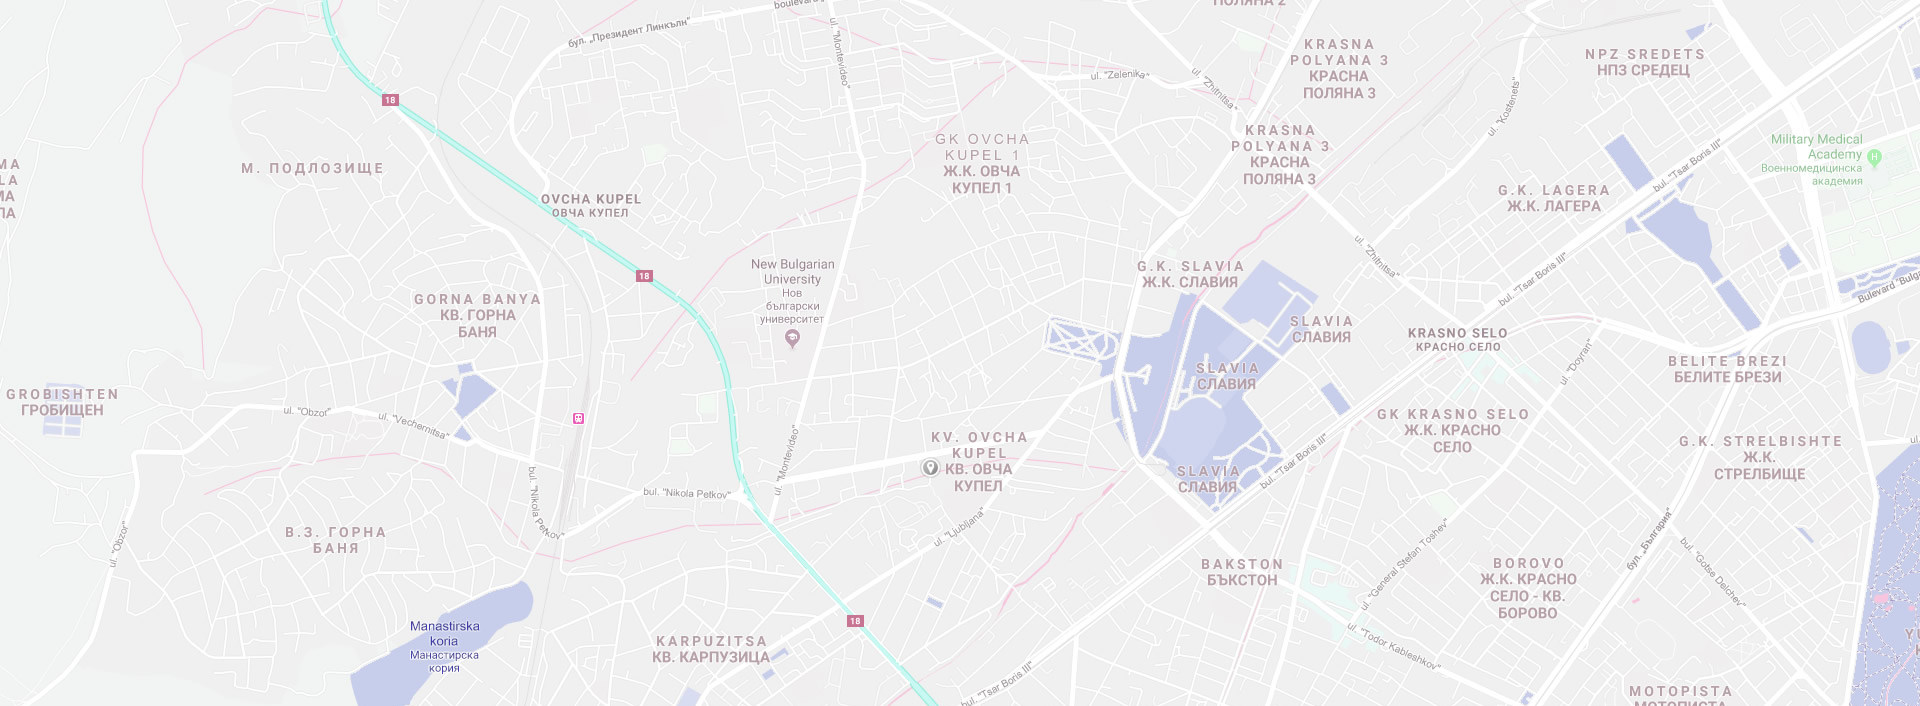 boulevard
ПОЛЯНА 2
бул. „Президент Линкълн"
ul. "Montevideo"
KRASNA
POLYANA 3
КРАСНА
ПОЛЯНА 3
NPZ SREDETS
НПЗ СРЕДЕЦ
ul. "Zelenika"
ul. "Zhitnitsa"
ul. "Kostenets"
18
GK OVCHA
KUPEL 1
Ж.К. ОВЧА
КУПЕЛ 1
KRASNA
POLYANA 3
КРАСНА
ПОЛЯНА 3
Military Medical
Academy
Военномедицинска
академия
H
bul. "Tsar Boris III"
М. ПОДЛОЗИЩЕ
G.K. LAGERA
Ж.К. ЛАГЕРА
OVCHA KUPEL
ОВЧА КУПЕЛ
ul. "Zhitnitsa"
18
New Bulgarian
University
Нов
български
университет
G.K. SLAVIA
Ж.К. СЛАВИЯ
bul. "Tsar Boris III"
GORNA BANYA
КВ. ГОРНА
БАНЯ
SLAVIA
СЛАВИЯ
KRASNO SELO
КРАСНО СЕЛО
ul. "Doyran"
BELITE BREZI
БЕЛИТЕ БРЕЗИ
SLAVIA
СЛАВИЯ
GROBISHTEN
ГРОБИЩЕН
ul. "Obzor"
ul. "Vechernitsa"
GK KRASNO SELO
Ж.К. КРАСНО
СЕЛО
G.K. STRELBISHTE
Ж.К.
СТРЕЛБИЩЕ
KV. OVCHA
KUPEL
КВ. ОВЧА
КУПЕЛ
ul. "Montevideo"
SLAVIA
СЛАВИЯ
bul. "Tsar Boris III"
bul. "Nikola Petkov"
bul. "Nikola Petkov"
ul. "Obzor"
В.З. ГОРНА
БАНЯ
ul. "Ljubljana"
BAKSTON
БЪКСТОН
ul. "General Stefan Toshev"
BOROVO
Ж.К. КРАСНО
СЕЛО - КВ.
БОРОВО
бул. „България"
bul. "Gotse Delchev"
Manastirska
koria
Манастирска
кория
18
KARPUZITSA
КВ. КАРПУЗИЦА
ul. "Todor Kableshkov"
bul. "Tsar Boris III"
MOTOPISTA
МОТОПИСТА